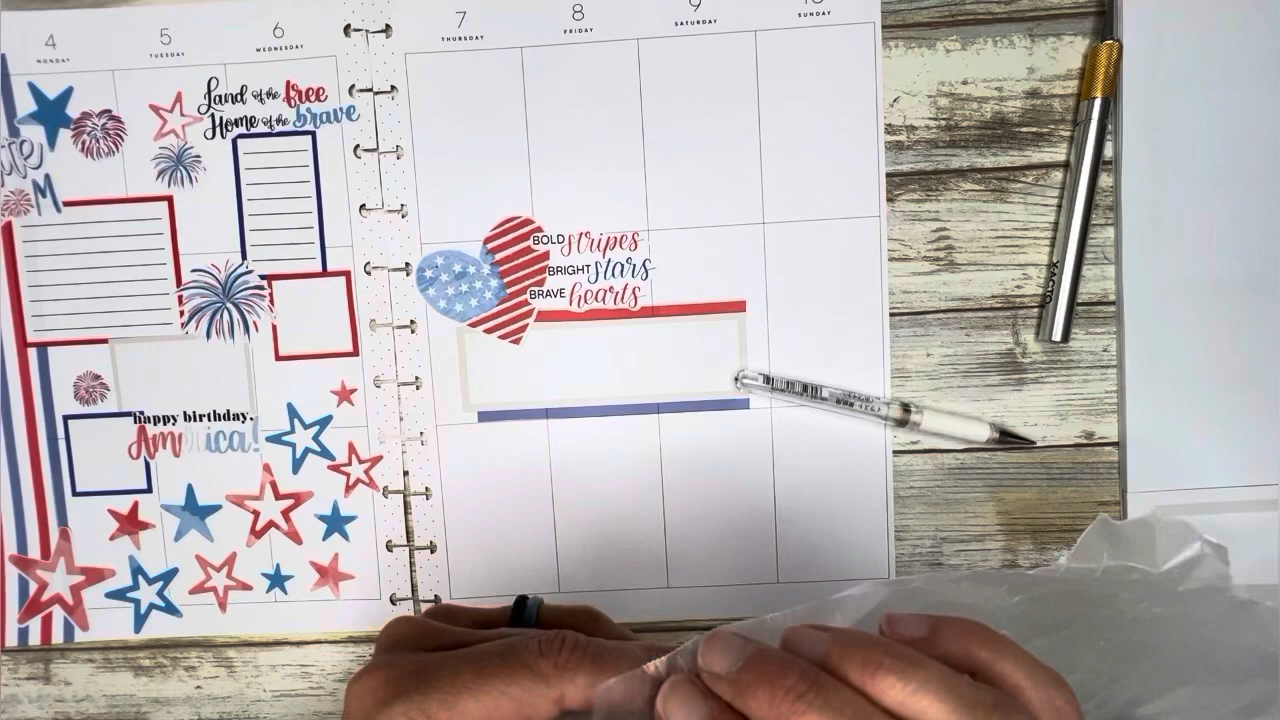 4
MONDAY
5
TUESDAY
6
WEDNESDAY
Land of the free
Home of the brave
M
happy birthday,
America!
7
THURSDAY
8
FRIDAY
9
SATURDAY
SUNDAY
BOLD stripes
BRIGHT stars
BRAVE hearts
X-ACTO